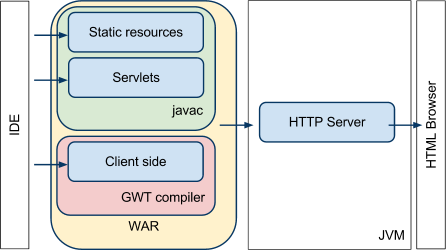 IDE
Static resources
Servlets
javac
Client side
GWT compiler
WAR
HTTP Server
JVM
HTML Browser